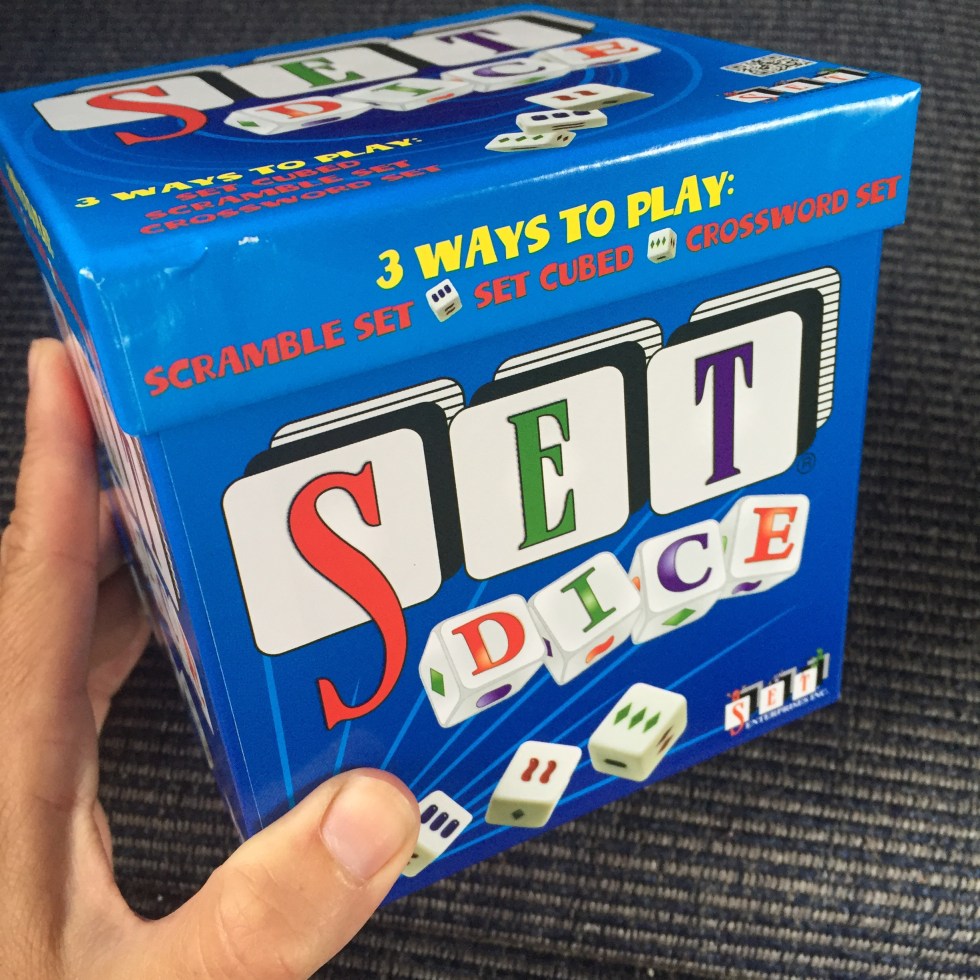 SET
DICE
SET
3 WAYS TO PLAY:
SET CUBED
SCRAMBLE SET
CROSSWORD SET
3 WAYS TO PLAY:
SCRAMBLE SET SET CUBED CROSSWORD SET
SET®
DICE
SET
ENTERPRISES INC.